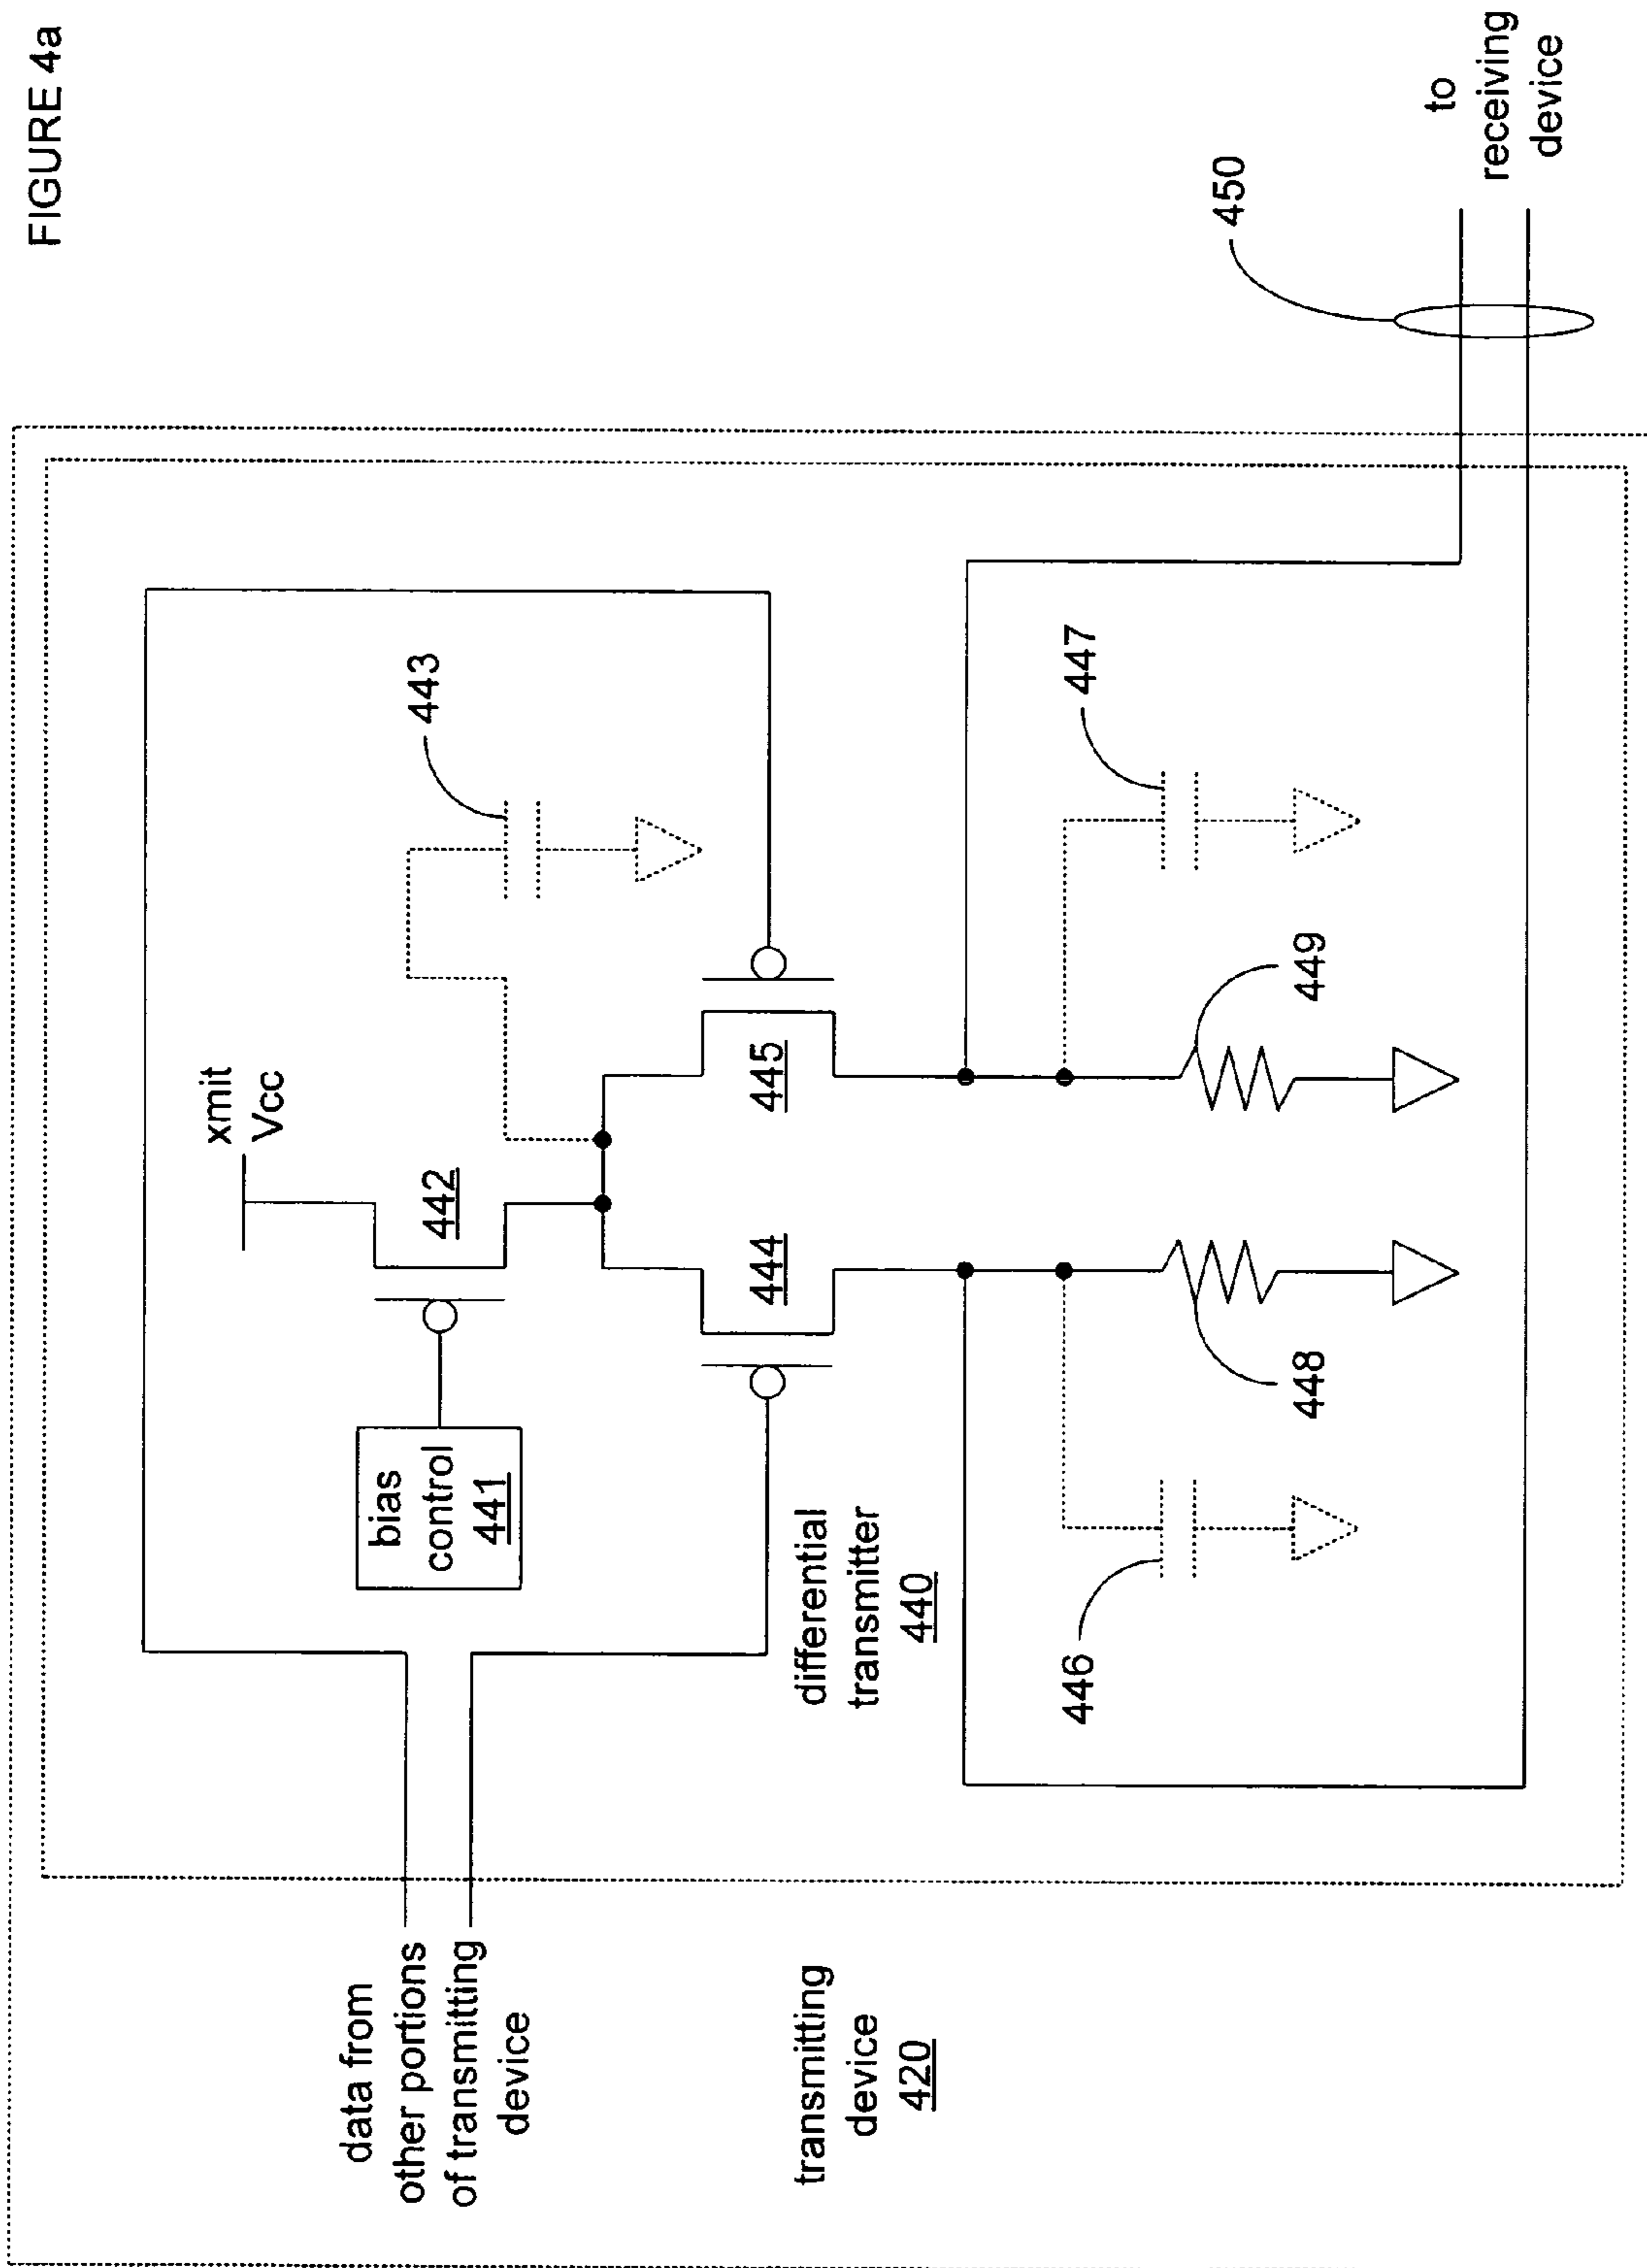 FIGURE 4a
xmit
Vcc
442
443
bias
control
441
444
445
data from
other portions
of transmitting
device
differential
transmitter
440
transmitting
device
420
446
447
448
449
450
to
receiving
device